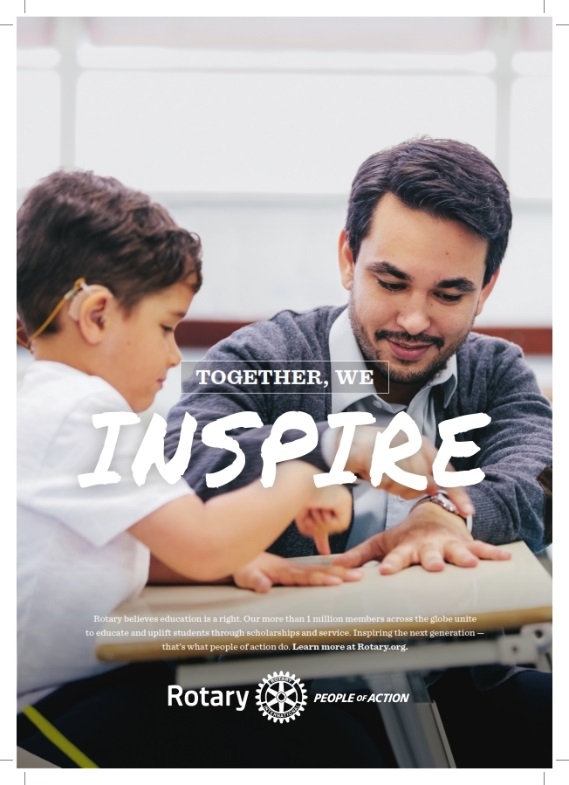 TOGETHER, WE
INSPIRE
Rotary believes education is a right. Our more than 1 million members across the globe unite
to educate and uplift students through scholarships and service. Inspiring the next generation —
that's what people of action do. Learn more at Rotary.org.
Rotary
ROTARY
INTERNATIONAL
PEOPLE OF ACTION